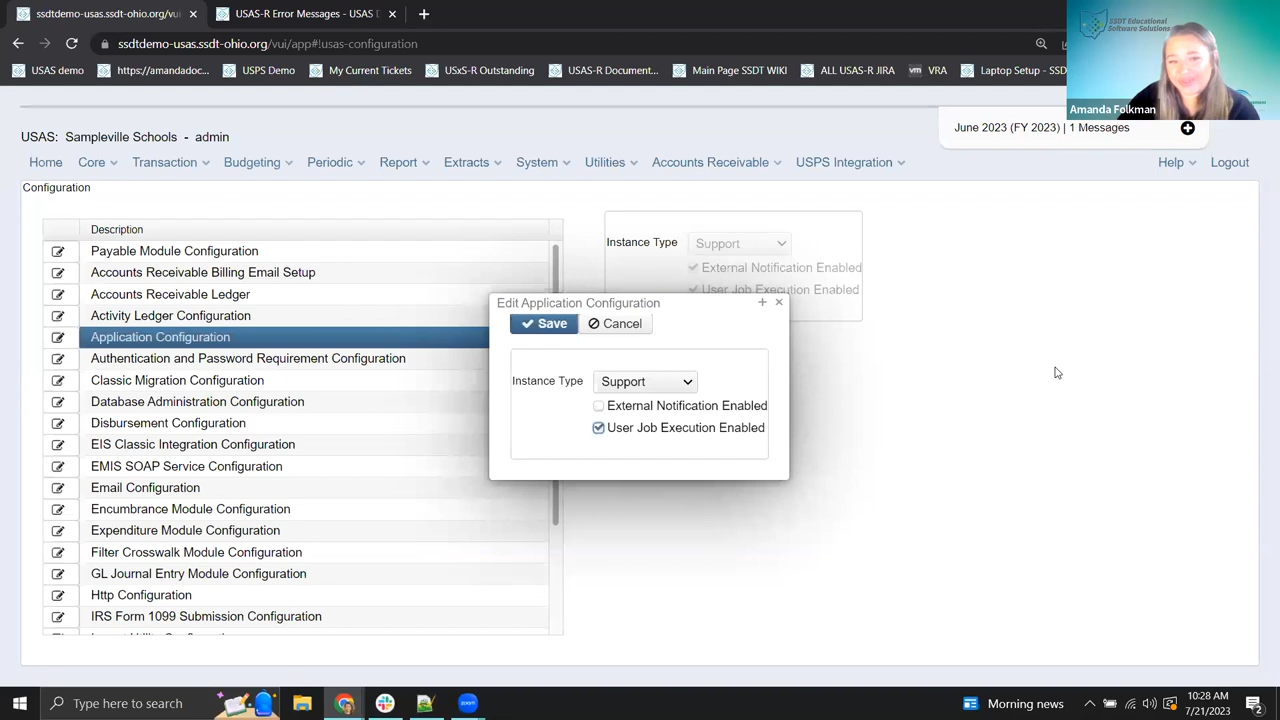 ssdtdemo-usas.ssdt-ohio.org/vui
USAS-R Error Messages - USAS D
ssdtdemo-usas.ssdt-ohio.org/vui/app#!usas-configuration
USAS demo
https://amandadoc...
USPS Demo
My Current Tickets
USxS-R Outstanding
USAS-R Document...
Main Page SSDT WIKI
ALL USAS-R JIRA
VRA
Laptop Setup - SSD
SSDT Educational
Software Solutions
Amanda Folkman
USAS: Sampleville Schools - admin
June 2023 (FY 2023) | 1 Messages
Home Core Transaction Budgeting Periodic Report Extracts System Utilities Accounts Receivable USPS Integration Help Logout
Configuration
Description
Payable Module Configuration
Accounts Receivable Billing Email Setup
Accounts Receivable Ledger
Activity Ledger Configuration
Application Configuration
Authentication and Password Requirement Configuration
Classic Migration Configuration
Database Administration Configuration
Disbursement Configuration
EIS Classic Integration Configuration
EMIS SOAP Service Configuration
Email Configuration
Encumbrance Module Configuration
Expenditure Module Configuration
Filter Crosswalk Module Configuration
GL Journal Entry Module Configuration
Http Configuration
IRS Form 1099 Submission Configuration
Instance Type Support
External Notification Enabled
User Job Execution Enabled
Edit Application Configuration
Save Cancel
Instance Type Support
External Notification Enabled
User Job Execution Enabled
Type here to search
Morning news
10:28 AM
7/21/2023
2